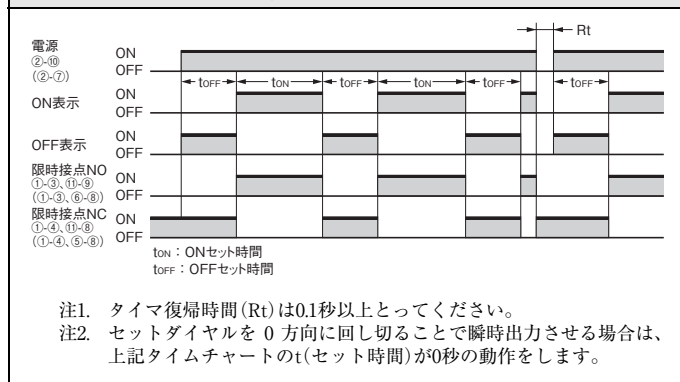 Rt
電源
②-⑩
(②-⑦)
ON
OFF
tOFF
tON
tOFF
tON
tOFF
tOFF
ON表示
ON
OFF
OFF表示
ON
OFF
限時接点NO
①-③、⑪-⑨
(①-③、⑥-⑧)
ON
OFF
限時接点NC
①-④、⑪-⑧
(①-④、⑤-⑧)
ON
OFF
tON：ONセット時間
tOFF：OFFセット時間
注1. タイマ復帰時間(Rt)は0.1秒以上とってください。
注2. セットダイヤルを 0 方向に回し切ることで瞬時出力させる場合は、
上記タイムチャートのt(セット時間)が0秒の動作をします。